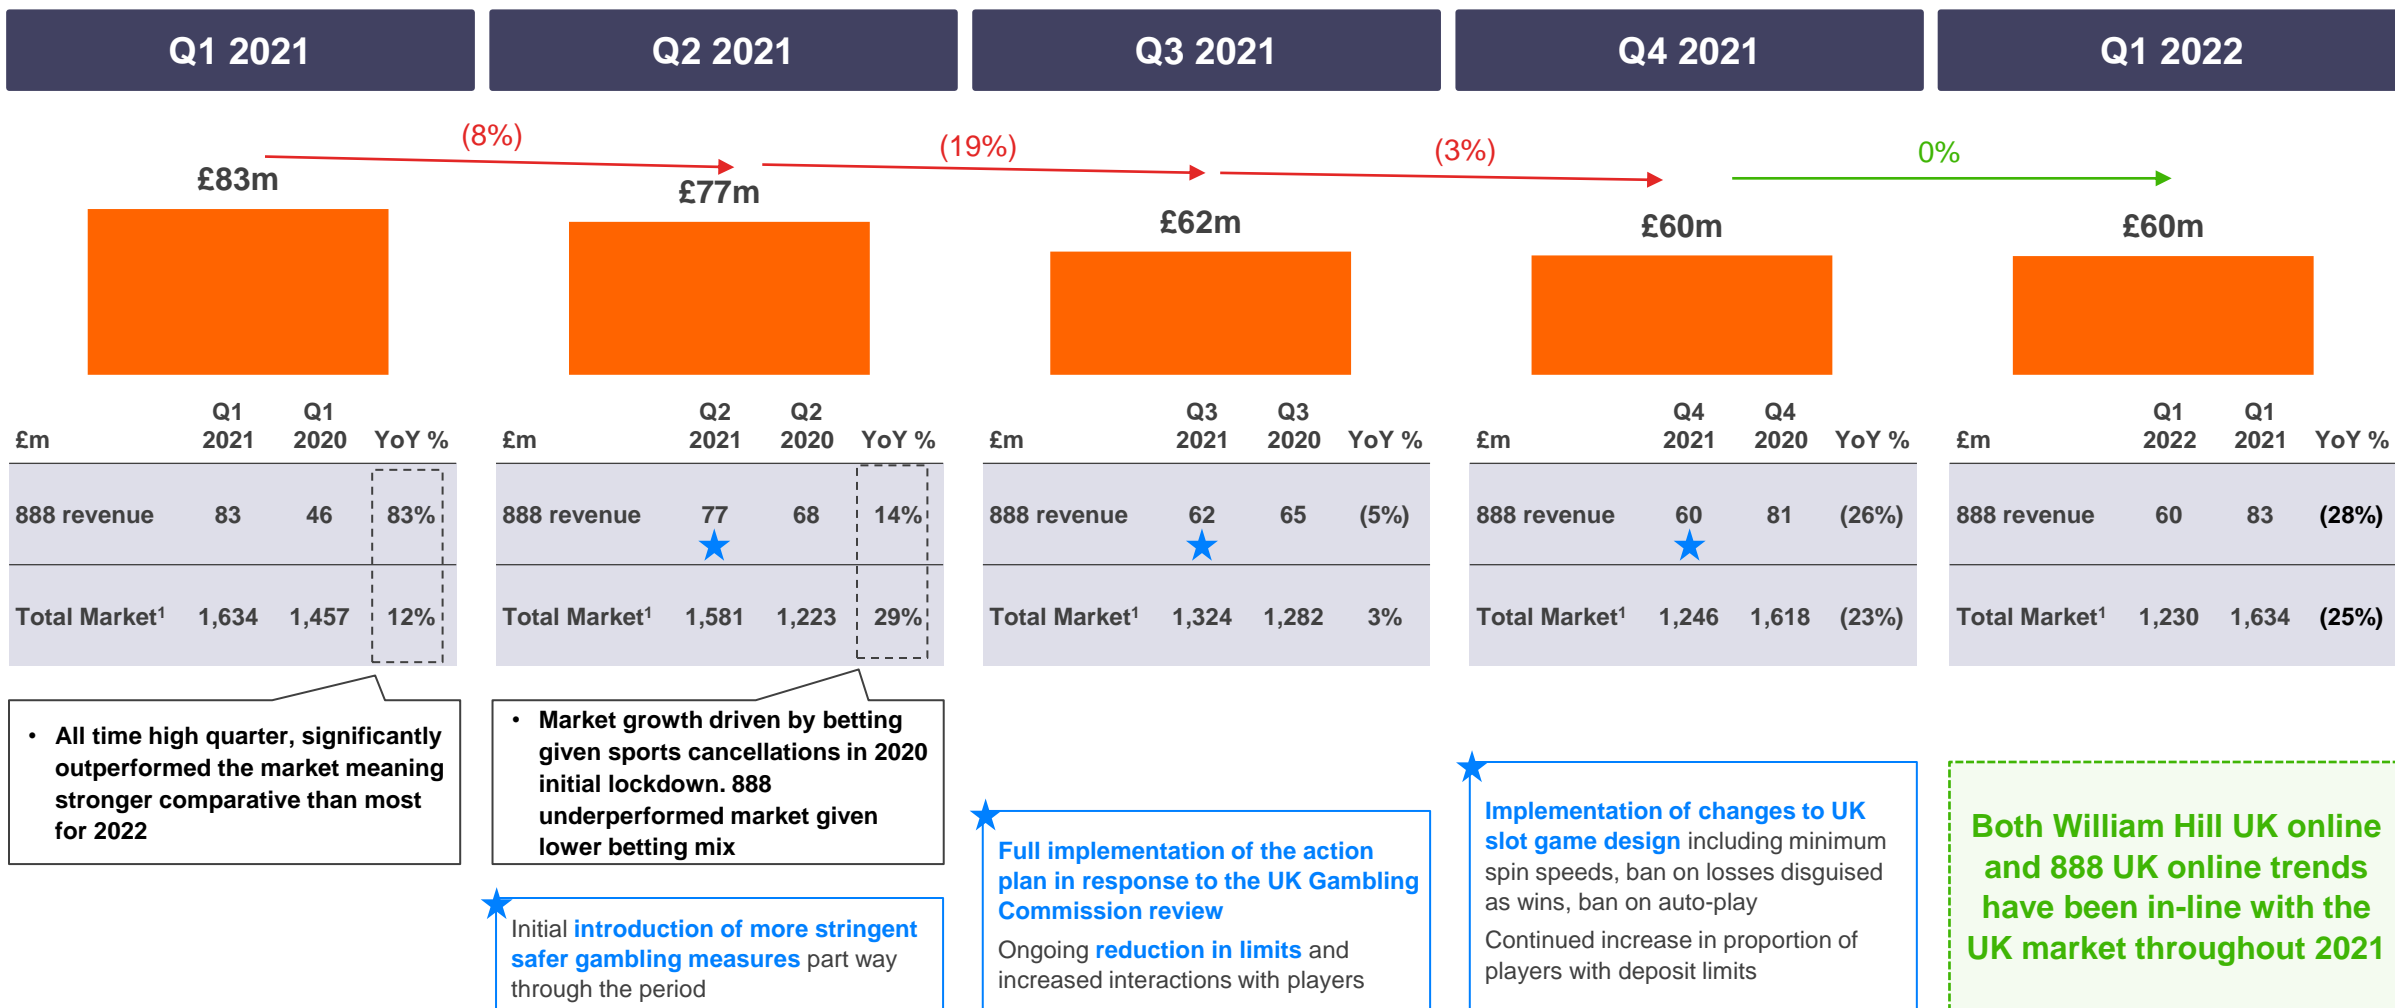 Q1 2021
Q2 2021
Q3 2021
Q4 2021
Q1 2022
(8%)
(19%)
(3%)
0%
£83m
£77m
£62m
£60m
£60m
£m Q1 2021 Q1 2020 YoY %
888 revenue 83 46 83%
Total Market¹ 1,634 1,457 12%
£m Q2 2021 Q2 2020 YoY %
888 revenue 77 68 14%
Total Market¹ 1,581 1,223 29%
£m Q3 2021 Q3 2020 YoY %
888 revenue 62 65 (5%)
Total Market¹ 1,324 1,282 3%
£m Q4 2021 Q4 2020 YoY %
888 revenue 60 81 (26%)
Total Market¹ 1,246 1,618 (23%)
£m Q1 2022 Q1 2021 YoY %
888 revenue 60 83 (28%)
Total Market¹ 1,230 1,634 (25%)
• All time high quarter, significantly
outperformed the market meaning
stronger comparative than most
for 2022
• Market growth driven by betting
given sports cancellations in 2020
initial lockdown. 888
underperformed market given
lower betting mix
Initial introduction of more stringent
safer gambling measures part way
through the period
Full implementation of the action
plan in response to the UK Gambling
Commission review
Ongoing reduction in limits and
increased interactions with players
Implementation of changes to UK
slot game design including minimum
spin speeds, ban on losses disguised
as wins, ban on auto-play
Continued increase in proportion of
players with deposit limits
Both William Hill UK online
and 888 UK online trends
have been in-line with the
UK market throughout 2021